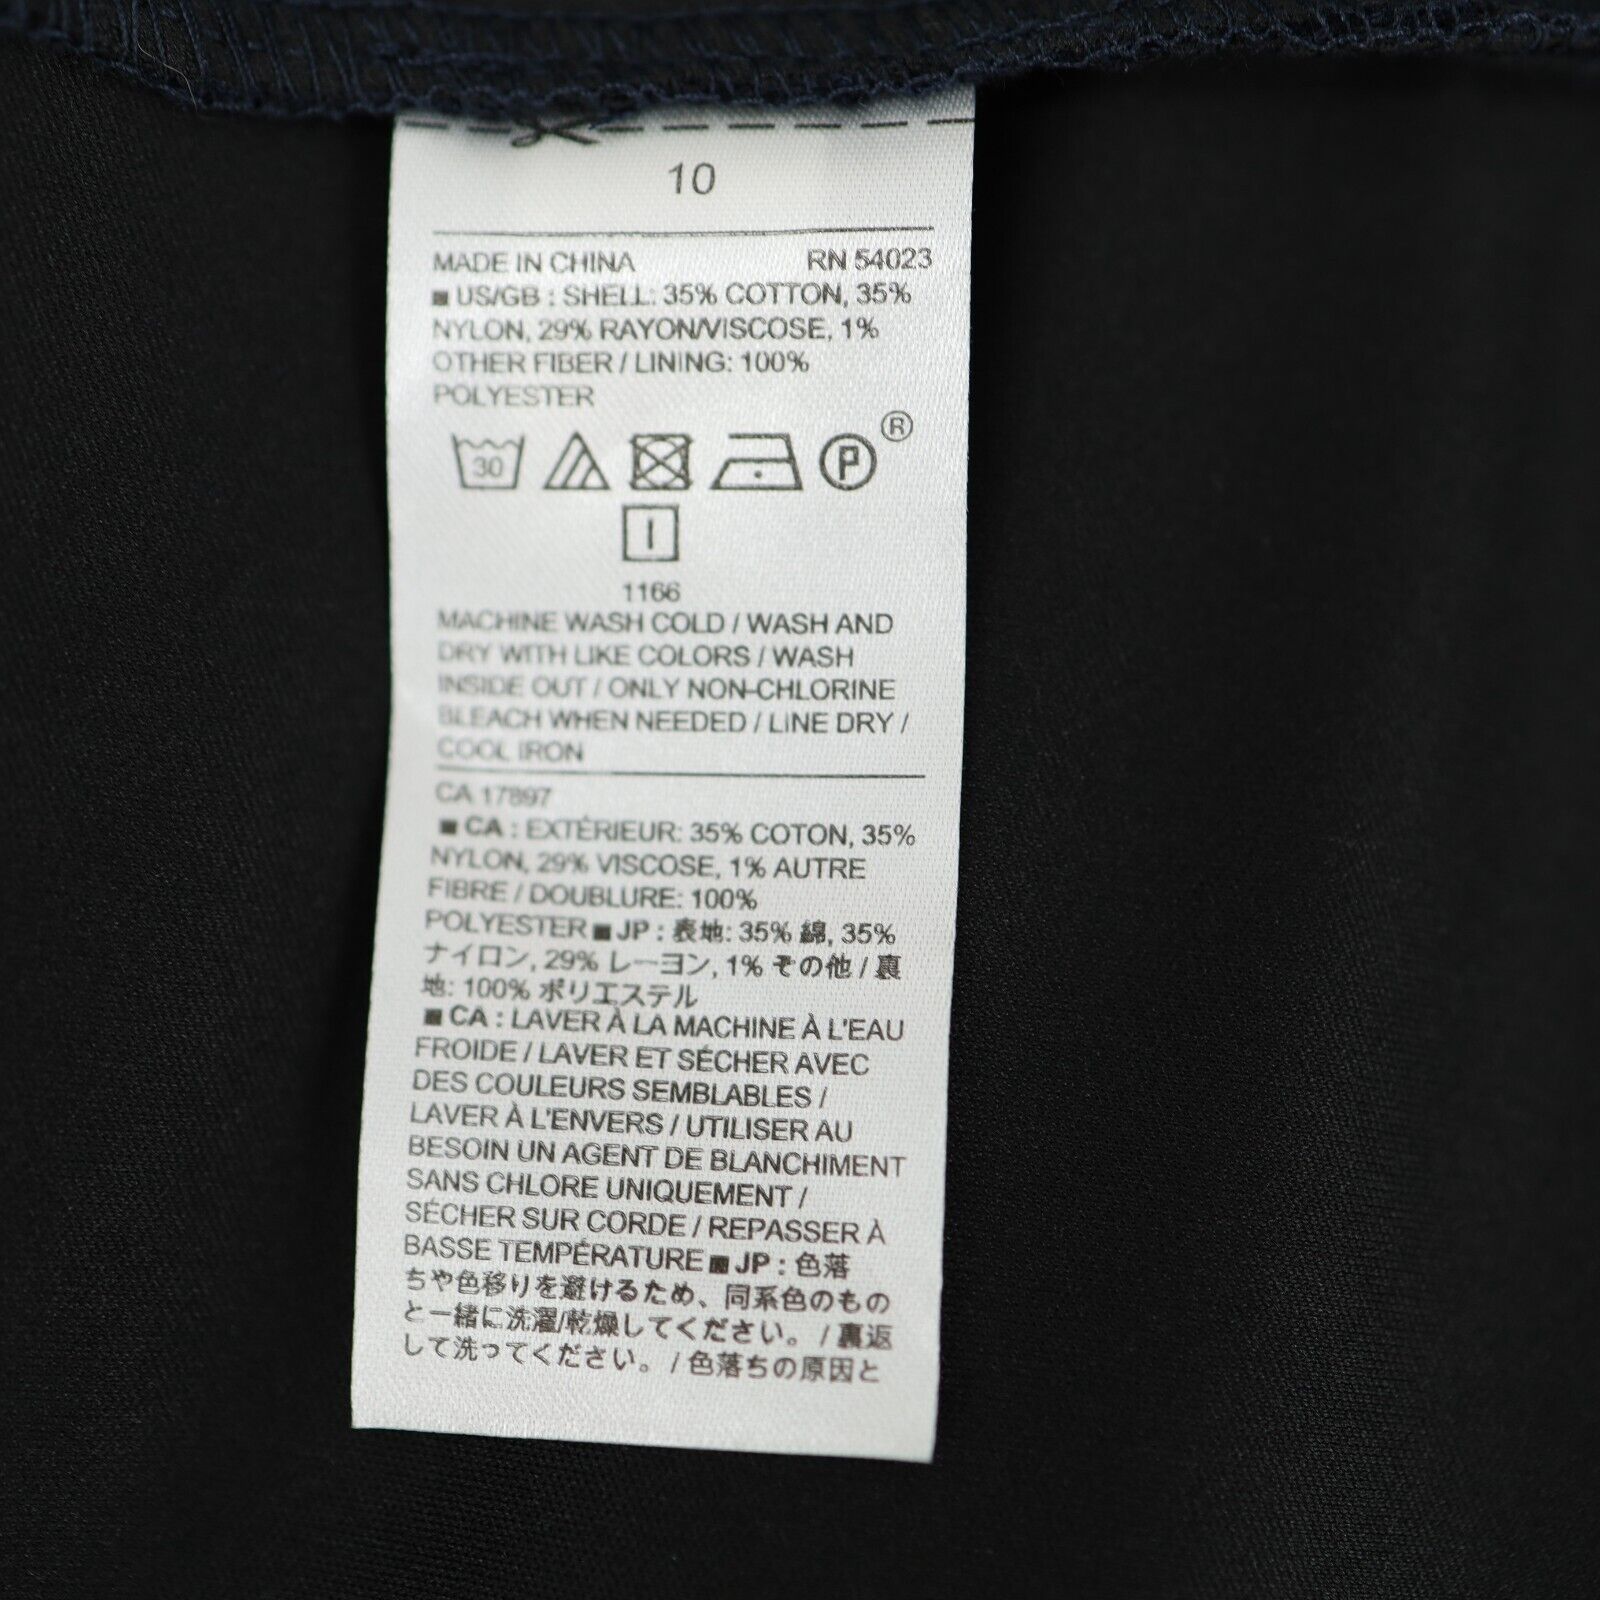 10
MADE IN CHINA RN 54023
■ US/GB : SHELL: 35% COTTON, 35%
NYLON, 29% RAYON/VISCOSE, 1%
OTHER FIBER / LINING: 100%
POLYESTER
30 P ®
I
1166
MACHINE WASH COLD / WASH AND
DRY WITH LIKE COLORS / WASH
INSIDE OUT / ONLY NON-CHLORINE
BLEACH WHEN NEEDED / LINE DRY /
COOL IRON
CA 17897
■ CA : EXTÉRIEUR: 35% COTON, 35%
NYLON, 29% VISCOSE, 1% AUTRE
FIBRE / DOUBLURE: 100%
POLYESTER ■ JP : 表地: 35% 綿, 35%
ナイロン, 29% レーヨン, 1% その他 / 裏
地: 100% ポリエステル
■ CA : LAVER À LA MACHINE À L'EAU
FROIDE / LAVER ET SÉCHER AVEC
DES COULEURS SEMBLABLES /
LAVER À L'ENVERS / UTILISER AU
BESOIN UN AGENT DE BLANCHIMENT
SANS CHLORE UNIQUEMENT /
SÉCHER SUR CORDE / REPASSER À
BASSE TEMPÉRATURE ■ JP : 色落
ちや色移りを避けるため、同系色のもの
と一緒に洗濯/乾燥してください。 / 裏返
して洗ってください。 / 色落ちの原因と